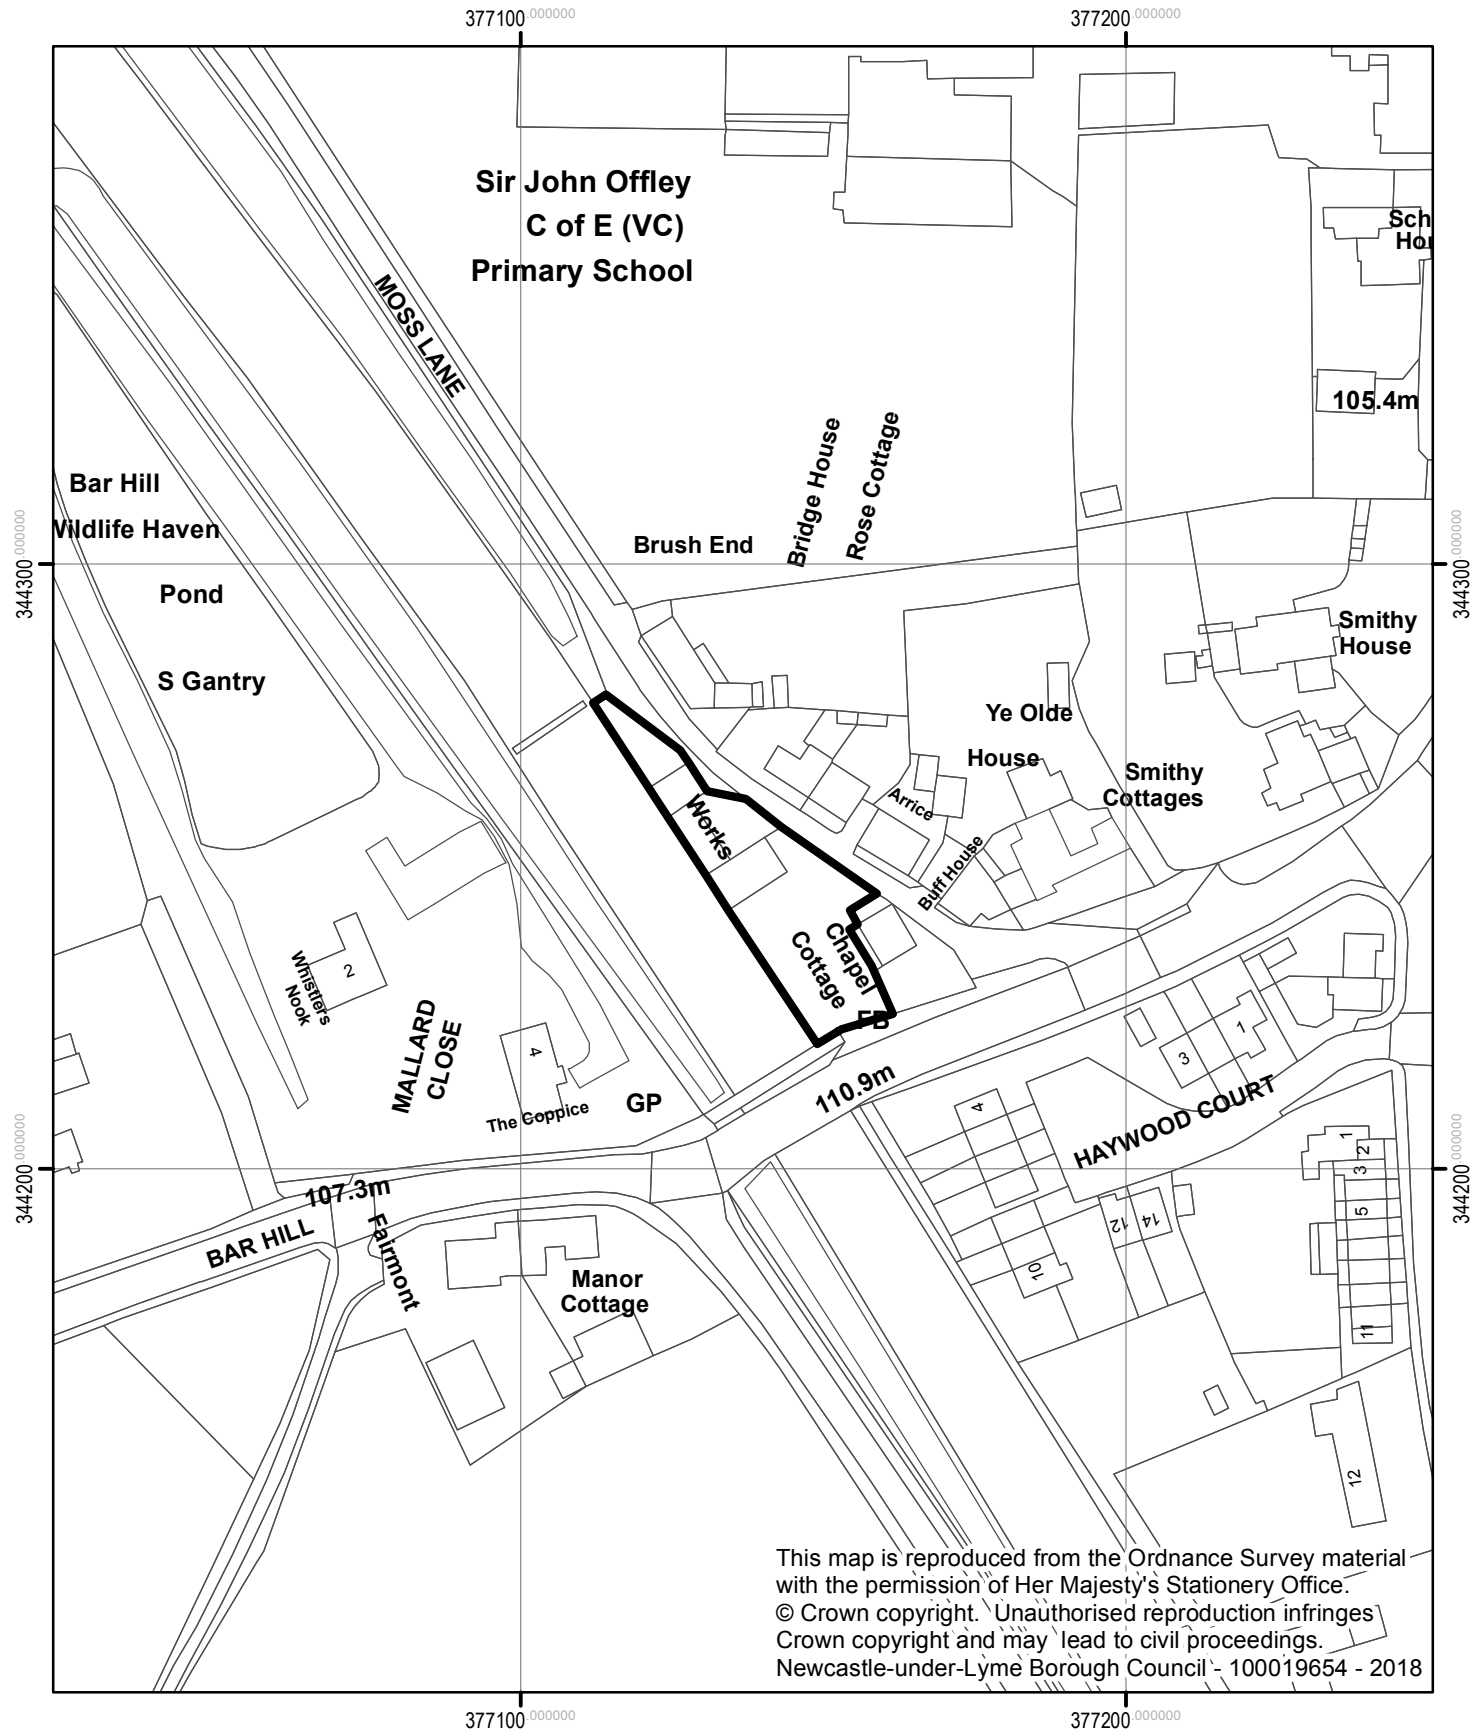 377100.000000
377200.000000
Sir John Offley
C of E (VC)
Primary School
Sch
Hou
MOSS LANE
105.4m
Bar Hill
Wildlife Haven
Pond
S Gantry
Brush End
Bridge House
Rose Cottage
344300.000000
344300.000000
Smithy
House
Ye Olde
House
Smithy
Cottages
Arrice
Buff House
Works
Chapel
Cottage
FB
Whistlers
Nook
2
MALLARD
CLOSE
4
The Coppice
GP
110.9m
1
3
4
HAYWOOD COURT
1
2
3
5
11
12
14
10
12
344200.000000
344200.000000
107.3m
BAR HILL
Fairmont
Manor
Cottage
This map is reproduced from the Ordnance Survey material
with the permission of Her Majesty's Stationery Office.
© Crown copyright. Unauthorised reproduction infringes
Crown copyright and may lead to civil proceedings.
Newcastle-under-Lyme Borough Council - 100019654 - 2018
377100.000000
377200.000000